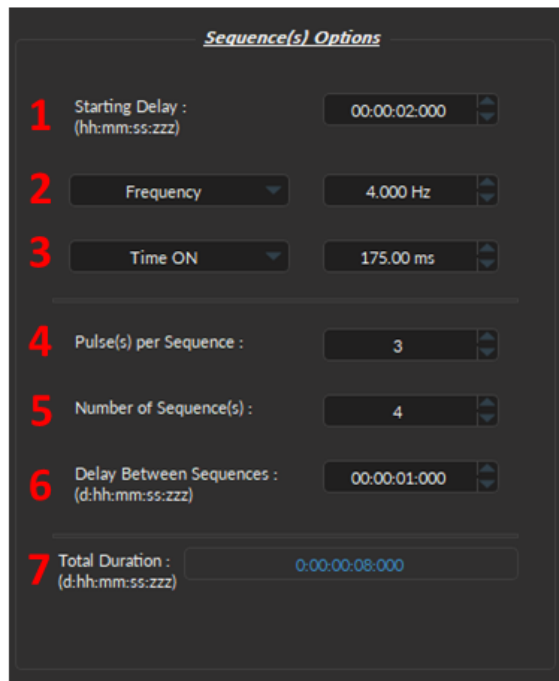 Sequence(s) Options
1 Starting Delay : 00:00:02:000
(hh:mm:ss:zzz)
2 Frequency 4.000 Hz
3 Time ON 175.00 ms
4 Pulse(s) per Sequence : 3
5 Number of Sequence(s) : 4
6 Delay Between Sequences : 00:00:01:000
(d:hh:mm:ss:zzz)
7 Total Duration : 0:00:00:08:000
(d:hh:mm:ss:zzz)